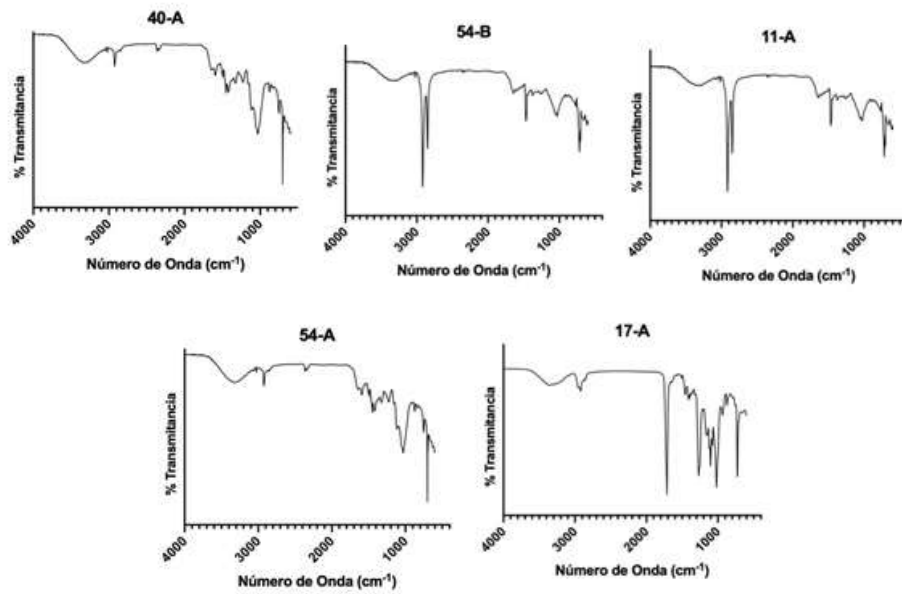 40-A
% Transmitancia
4000
3000
2000
1000
Número de Onda (cm-1)
54-B
% Transmitancia
4000
3000
2000
1000
Número de Onda (cm-1)
11-A
% Transmitancia
4000
3000
2000
1000
Número de Onda (cm-1)
54-A
% Transmitancia
4000
3000
2000
1000
Número de Onda (cm-1)
17-A
% Transmitancia
4000
3000
2000
1000
Número de Onda (cm-1)